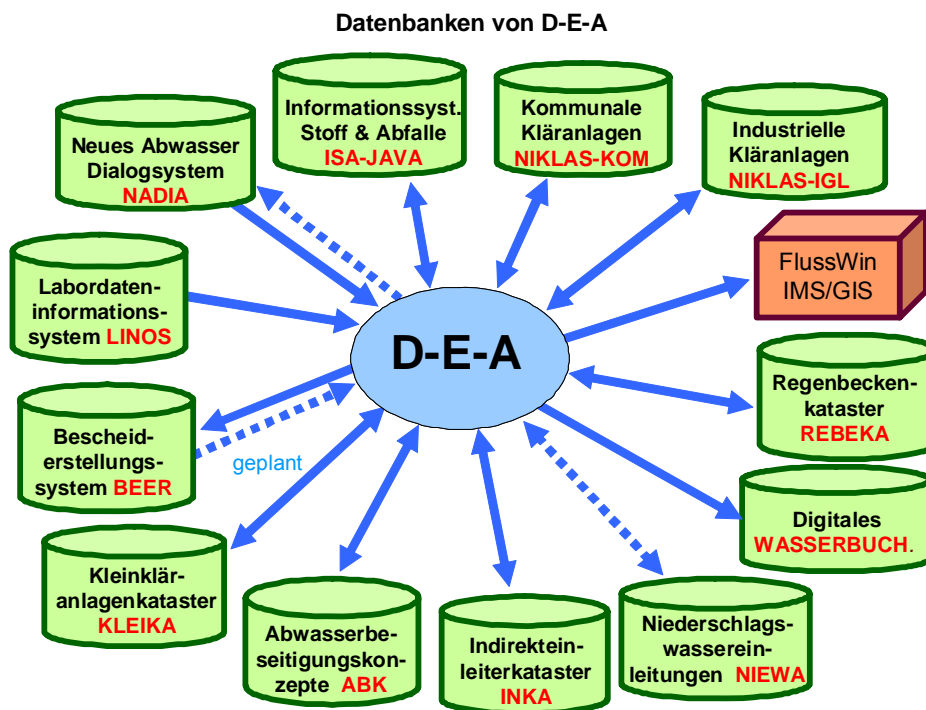 Datenbanken von D-E-A
Informationssyst.
Stoff & Abfalle
ISA-JAVA
Kommunale
Kläranlagen
NIKLAS-KOM
Neues Abwasser
Dialogsystem
NADIA
Industrielle
Kläranlagen
NIKLAS-IGL
FlussWin
IMS/GIS
Labordaten-
informations-
system LINOS
D-E-A
Regenbecken-
kataster
REBEKA
Bescheid-
erstellungs-
system BEER
geplant
Digitales
WASSERBUCH.
Kleinklär-
anlagenkataster
KLEIKA
Abwasserbe-
seitigungskon-
zepte ABK
Indirektein-
leiterkataster
INKA
Niederschlags-
wasserein-
leitungen NIEWA